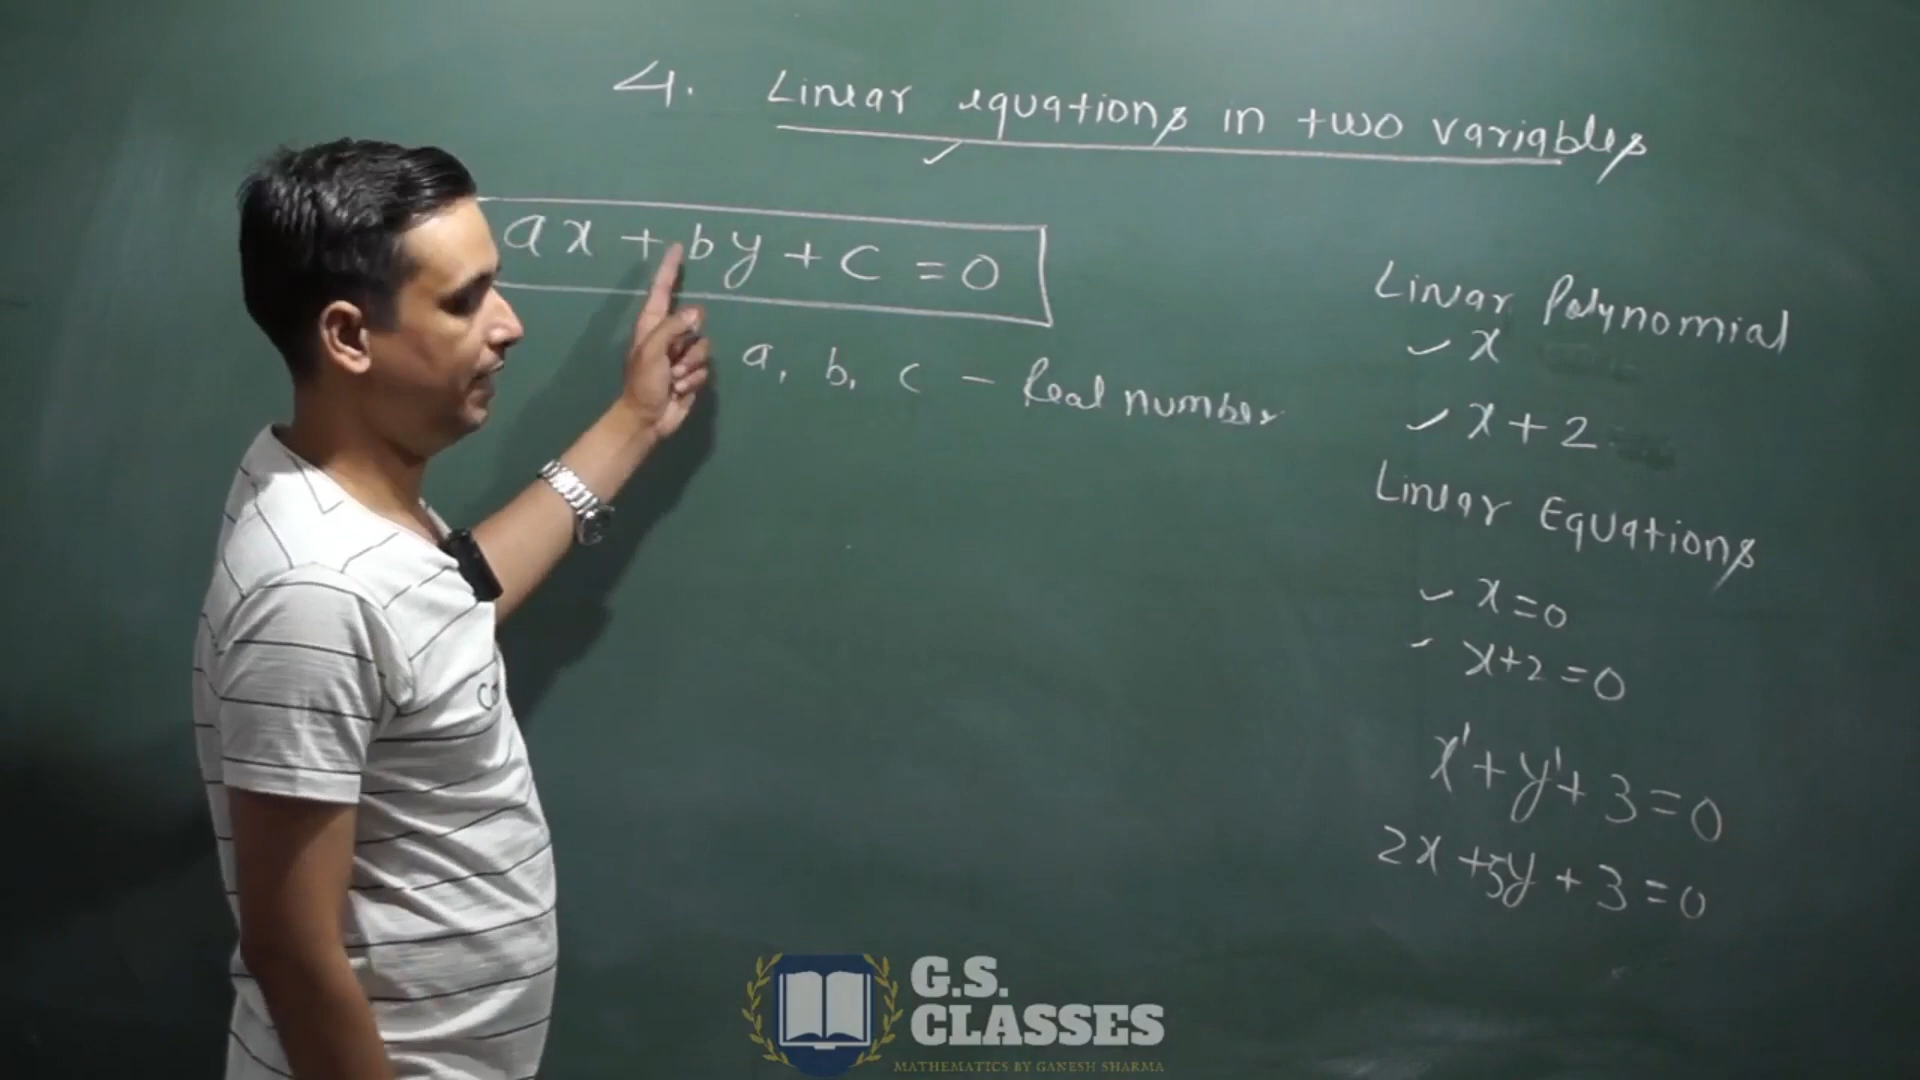 4. Linear equations in two variables
ax + by + c = 0
a, b, c - Real number
Linear Polynomial
✓ x
✓ x + 2
Linear Equations
✓ x = 0
✓ x + 2 = 0
x¹ + y¹ + 3 = 0
2x + 5y + 3 = 0
G.S.
CLASSES
MATHEMATICS BY GANESH SHARMA